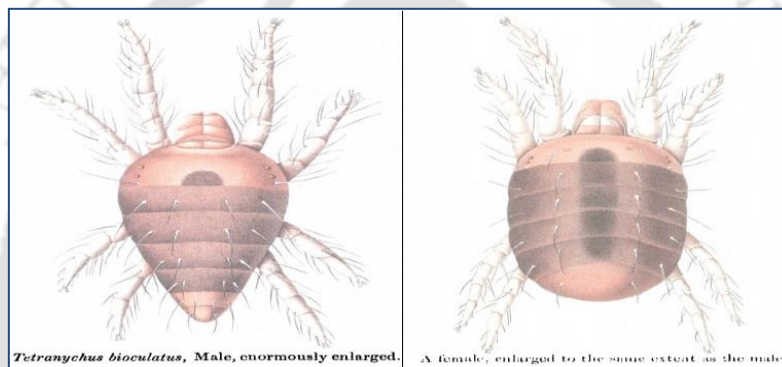 Tetranychus bioculatus, Male, enormously enlarged.
A female, enlarged to the same extent as the male